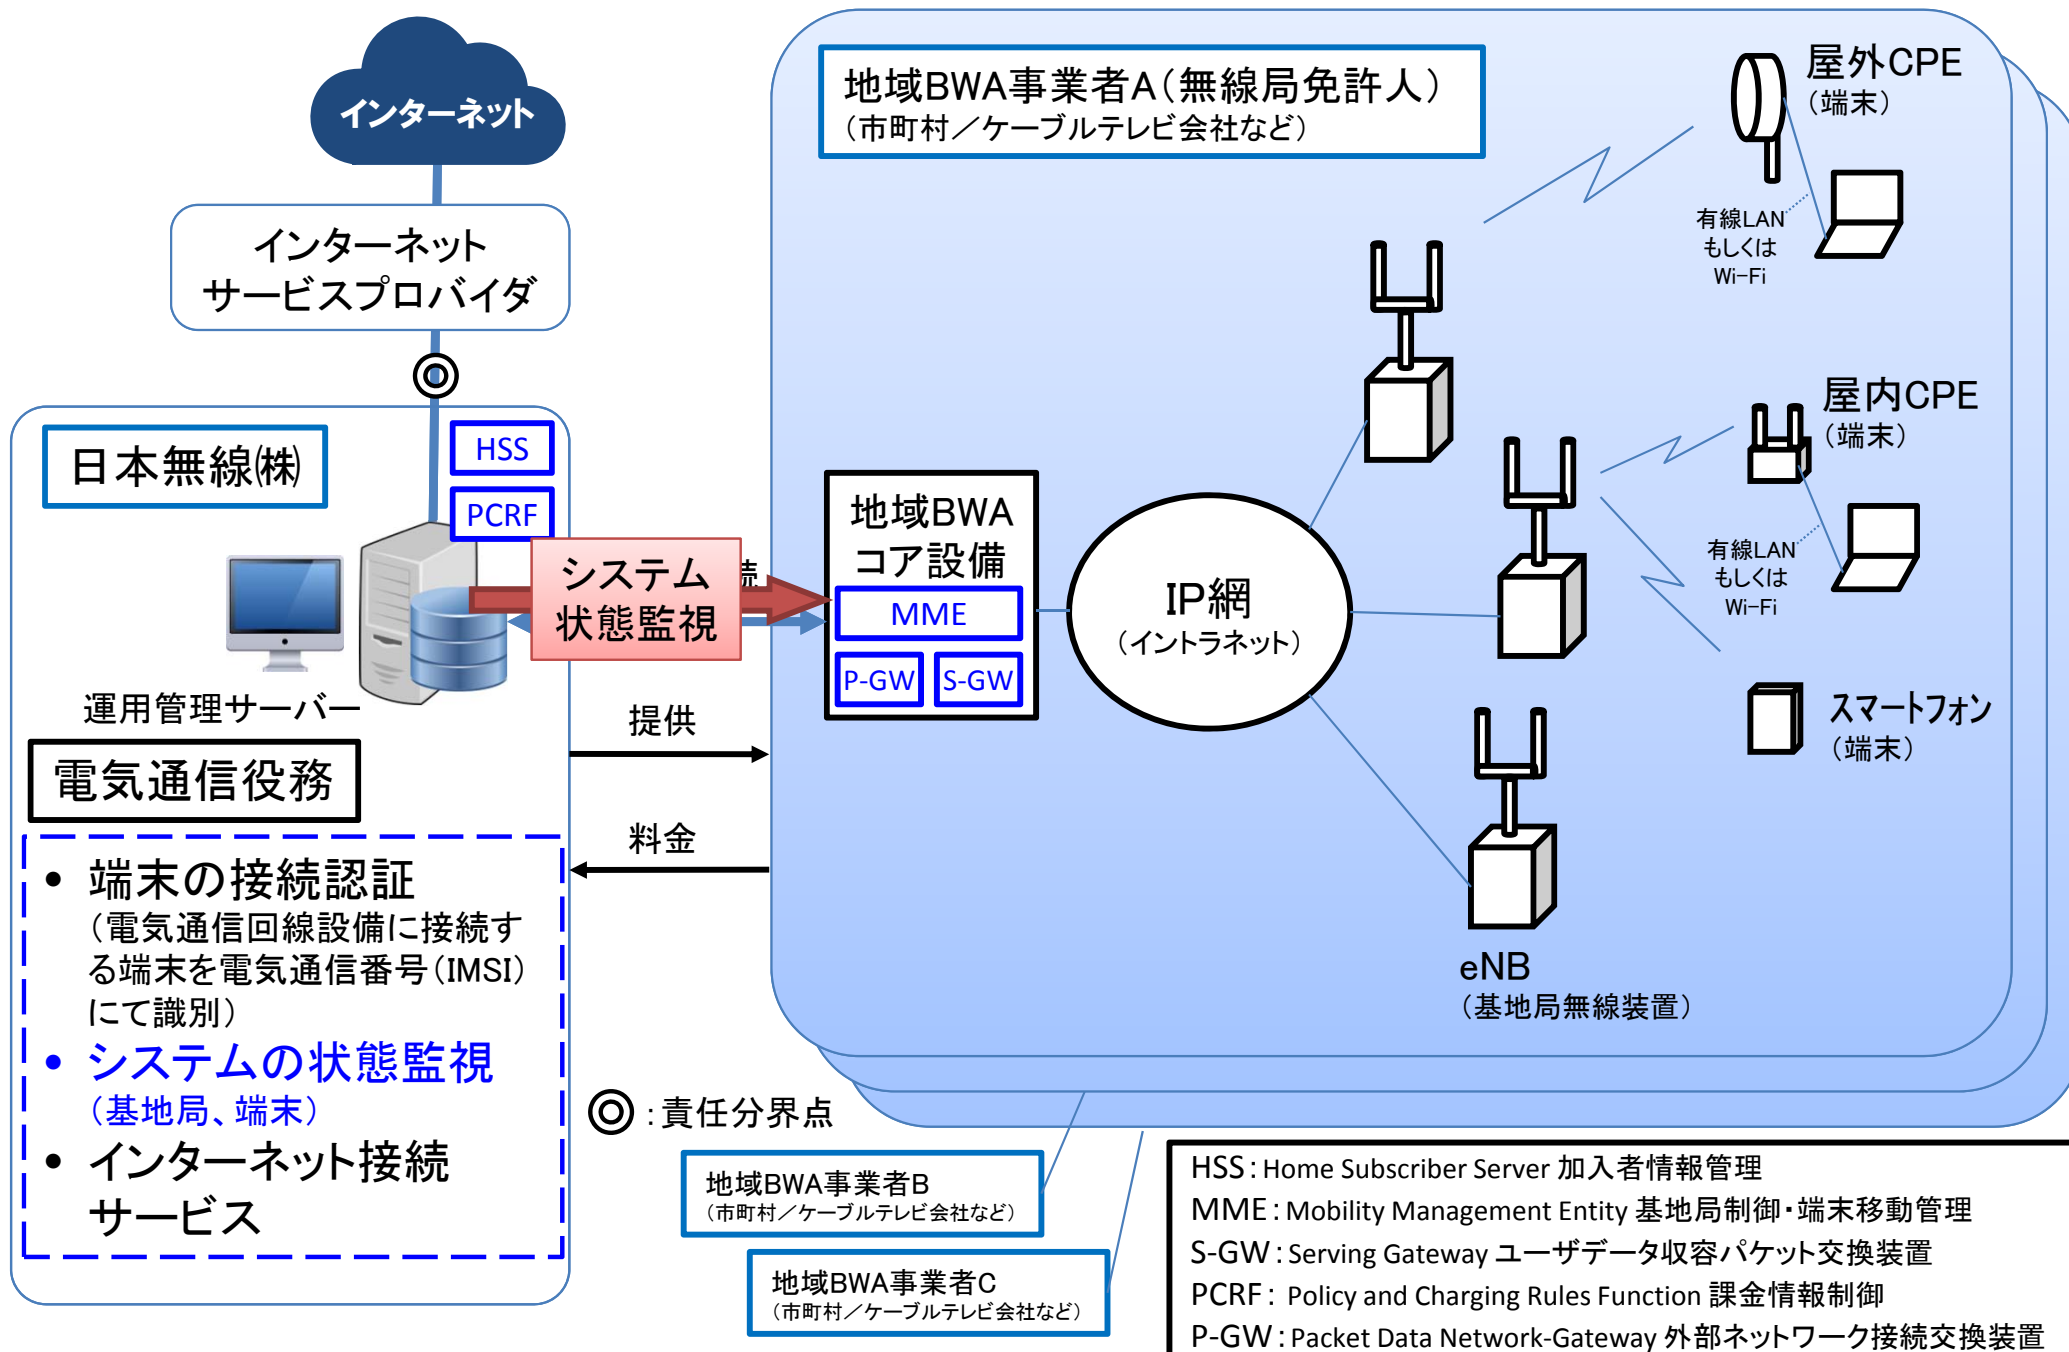 インターネット
インターネット
サービスプロバイダ
日本無線㈱
HSS
PCRF
システム
状態監視
続
運用管理サーバー
電気通信役務
• 端末の接続認証
（電気通信回線設備に接続す
る端末を電気通信番号（IMSI）
にて識別）
• システムの状態監視
（基地局、端末）
• インターネット接続
サービス
提供
料金
◎：責任分界点
地域BWA事業者A（無線局免許人）
（市町村／ケーブルテレビ会社など）
地域BWA
コア設備
MME
P-GW
S-GW
IP網
（イントラネット）
屋外CPE
（端末）
有線LAN
もしくは
Wi-Fi
屋内CPE
（端末）
有線LAN
もしくは
Wi-Fi
スマートフォン
（端末）
eNB
（基地局無線装置）
地域BWA事業者B
（市町村／ケーブルテレビ会社など）
地域BWA事業者C
（市町村／ケーブルテレビ会社など）
HSS：Home Subscriber Server 加入者情報管理
MME：Mobility Management Entity 基地局制御・端末移動管理
S-GW：Serving Gateway ユーザデータ収容パケット交換装置
PCRF： Policy and Charging Rules Function 課金情報制御
P-GW：Packet Data Network-Gateway 外部ネットワーク接続交換装置